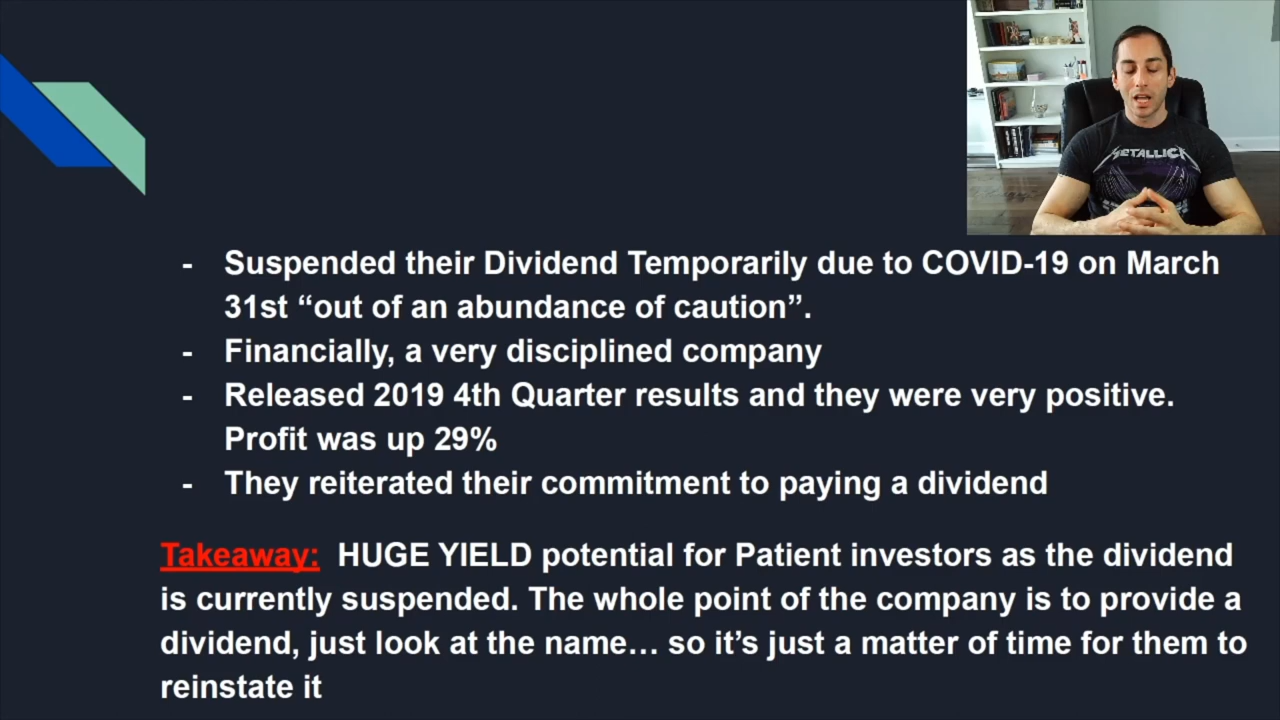 METALLICA
- Suspended their Dividend Temporarily due to COVID-19 on March
31st “out of an abundance of caution”.
- Financially, a very disciplined company
- Released 2019 4th Quarter results and they were very positive.
Profit was up 29%
- They reiterated their commitment to paying a dividend
Takeaway: HUGE YIELD potential for Patient investors as the dividend
is currently suspended. The whole point of the company is to provide a
dividend, just look at the name... so it’s just a matter of time for them to
reinstate it